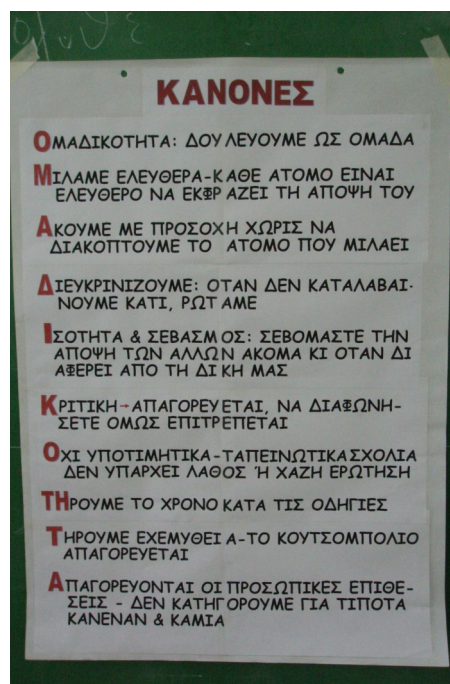 ΚΑΝΟΝΕΣ
ΟΜΑΔΙΚΟΤΗΤΑ: ΔΟΥΛΕΥΟΥΜΕ ΩΣ ΟΜΑΔΑ
ΜΙΛΑΜΕ ΕΛΕΥΘΕΡΑ-ΚΑΘΕ ΑΤΟΜΟ ΕΙΝΑΙ
ΕΛΕΥΘΕΡΟ ΝΑ ΕΚΦΡΑΖΕΙ ΤΗ ΑΠΟΨΗ ΤΟΥ
ΑΚΟΥΜΕ ΜΕ ΠΡΟΣΟΧΗ ΧΩΡΙΣ ΝΑ
ΔΙΑΚΟΠΤΟΥΜΕ ΤΟ ΑΤΟΜΟ ΠΟΥ ΜΙΛΑΕΙ
ΔΙΕΥΚΡΙΝΙΖΟΥΜΕ: ΟΤΑΝ ΔΕΝ ΚΑΤΑΛΑΒΑΙ-
ΝΟΥΜΕ ΚΑΤΙ, ΡΩΤΑΜΕ
ΙΣΟΤΗΤΑ & ΣΕΒΑΣΜΟΣ: ΣΕΒΟΜΑΣΤΕ ΤΗΝ
ΑΠΟΨΗ ΤΩΝ ΑΛΛΩΝ ΑΚΟΜΑ ΚΙ ΟΤΑΝ ΔΙ
ΑΦΕΡΕΙ ΑΠΟ ΤΗ ΔΙΚΗ ΜΑΣ
ΚΡΙΤΙΚΗ→ΑΠΑΓΟΡΕΥΕΤΑΙ, ΝΑ ΔΙΑΦΩΝΗ-
ΣΕΤΕ ΟΜΩΣ ΕΠΙΤΡΕΠΕΤΑΙ
ΟΧΙ ΥΠΟΤΙΜΗΤΙΚΑ-ΤΑΠΕΙΝΩΤΙΚΑ ΣΧΟΛΙΑ
ΔΕΝ ΥΠΑΡΧΕΙ ΛΑΘΟΣ Ή ΧΑΖΗ ΕΡΩΤΗΣΗ
ΤΗΡΟΥΜΕ ΤΟ ΧΡΟΝΟ ΚΑΤΑ ΤΙΣ ΟΔΗΓΙΕΣ
ΤΗΡΟΥΜΕ ΕΧΕΜΥΘΕΙΑ-ΤΟ ΚΟΥΤΣΟΜΠΟΛΙΟ
ΑΠΑΓΟΡΕΥΕΤΑΙ
ΑΠΑΓΟΡΕΥΟΝΤΑΙ ΟΙ ΠΡΟΣΩΠΙΚΕΣ ΕΠΙΘΕ-
ΣΕΙΣ - ΔΕΝ ΚΑΤΗΓΟΡΟΥΜΕ ΓΙΑ ΤΙΠΟΤΑ
ΚΑΝΕΝΑΝ & ΚΑΜΙΑ